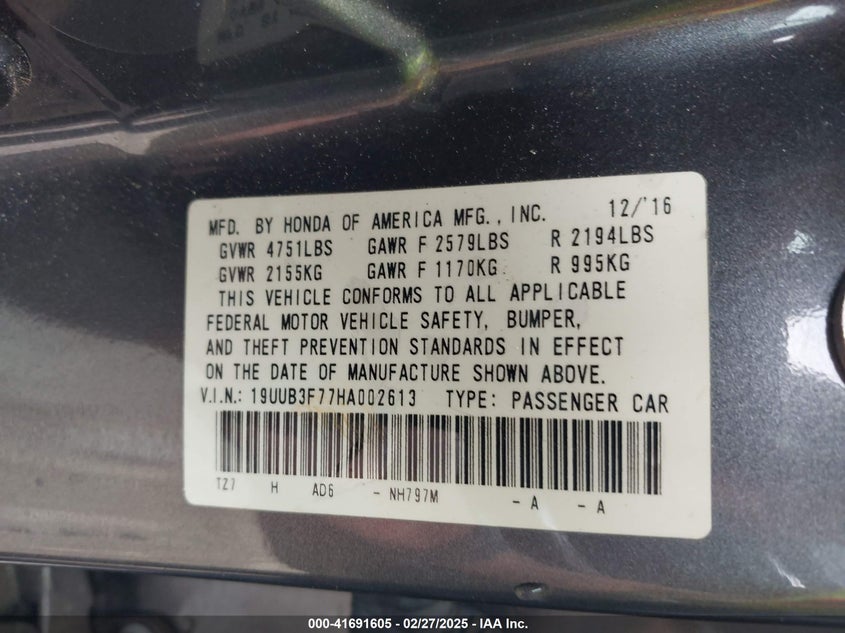 MFD. BY HONDA OF AMERICA MFG., INC. 12/'16
GVWR 4751LBS GAWR F 2579LBS R 2194LBS
GVWR 2155KG GAWR F 1170KG R 995KG
THIS VEHICLE CONFORMS TO ALL APPLICABLE
FEDERAL MOTOR VEHICLE SAFETY, BUMPER,
AND THEFT PREVENTION STANDARDS IN EFFECT
ON THE DATE OF MANUFACTURE SHOWN ABOVE.
V.I.N.: 19UUB3F77HA002613 TYPE: PASSENGER CAR
TZ7 H AD6 - NH797M - A - A
000-41691605 - 02/27/2025 - IAA Inc.